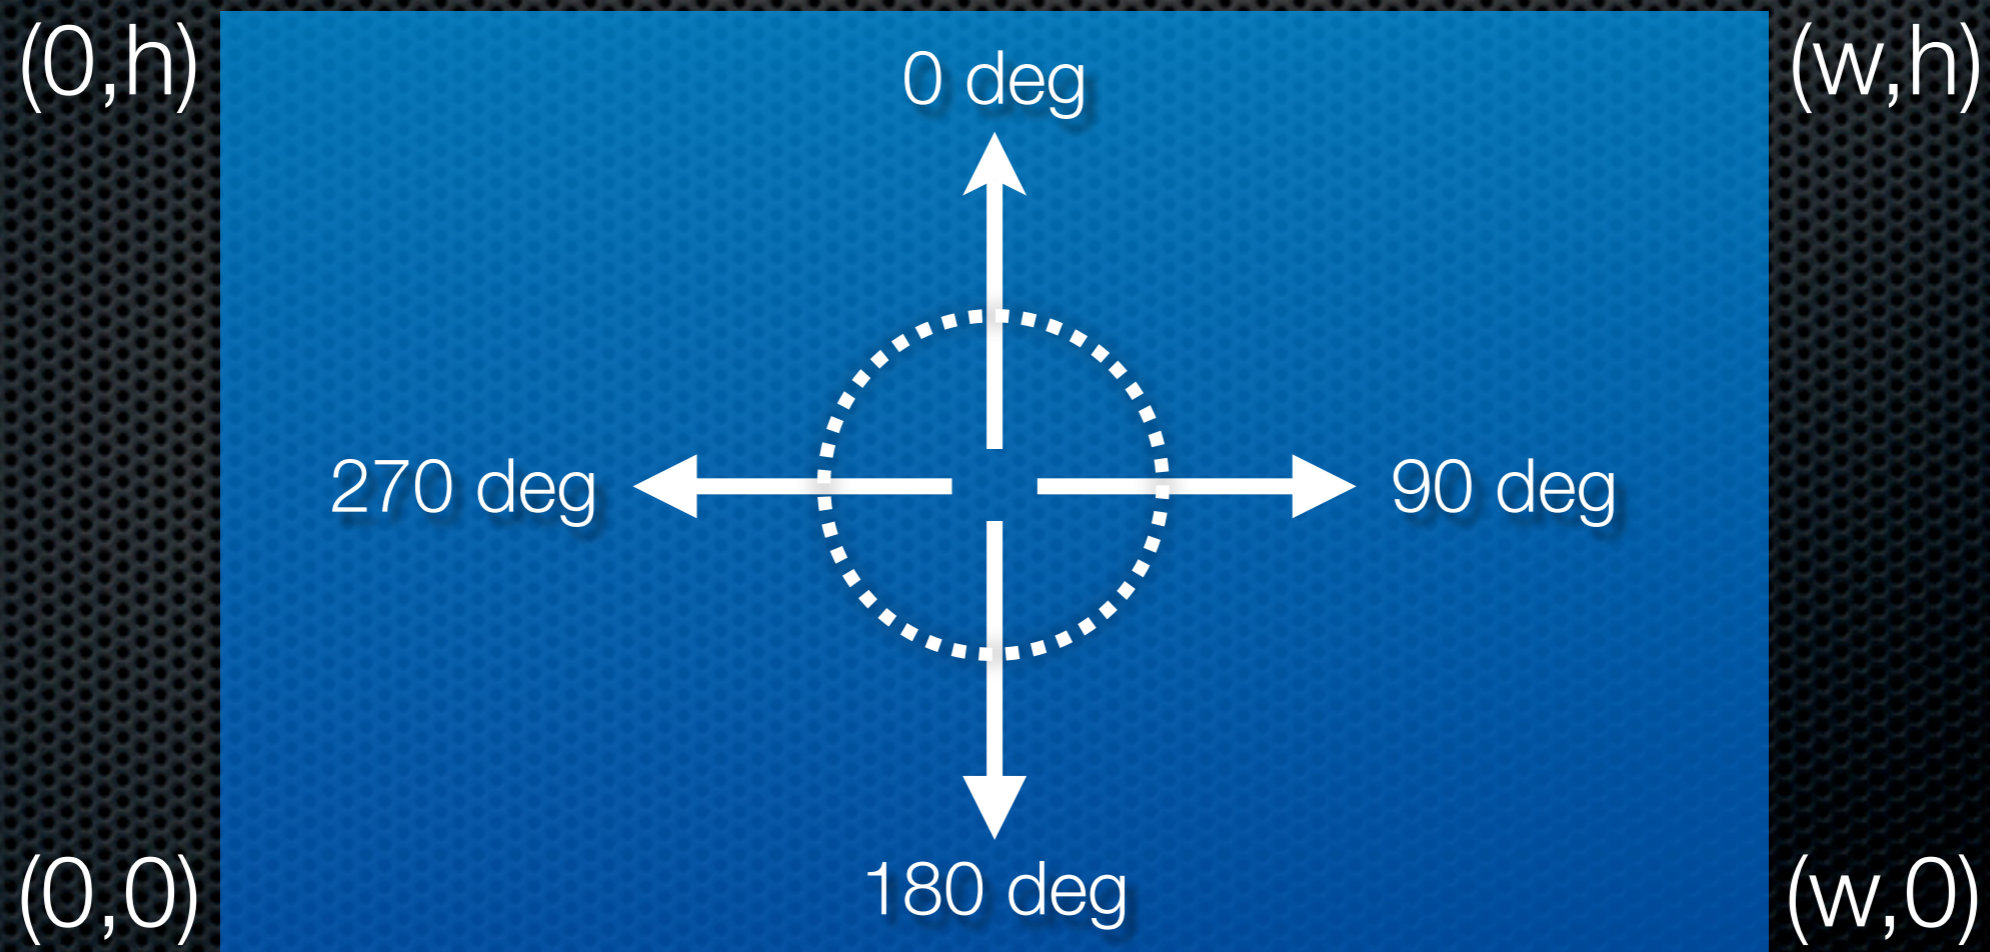 (0,h)
0 deg
(w,h)
270 deg
90 deg
(0,0)
180 deg
(w,0)